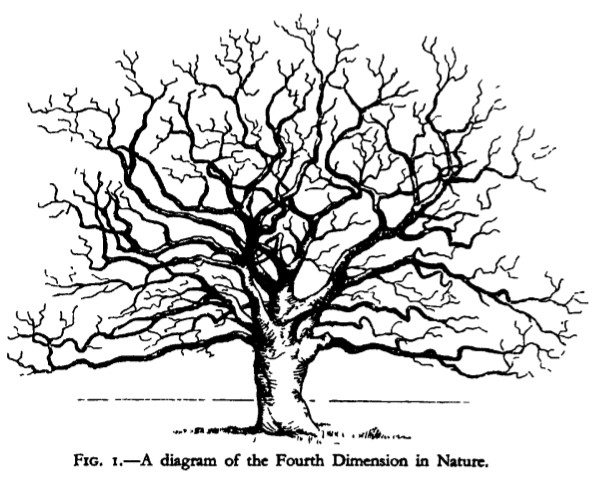 FIG. 1.—A diagram of the Fourth Dimension in Nature.